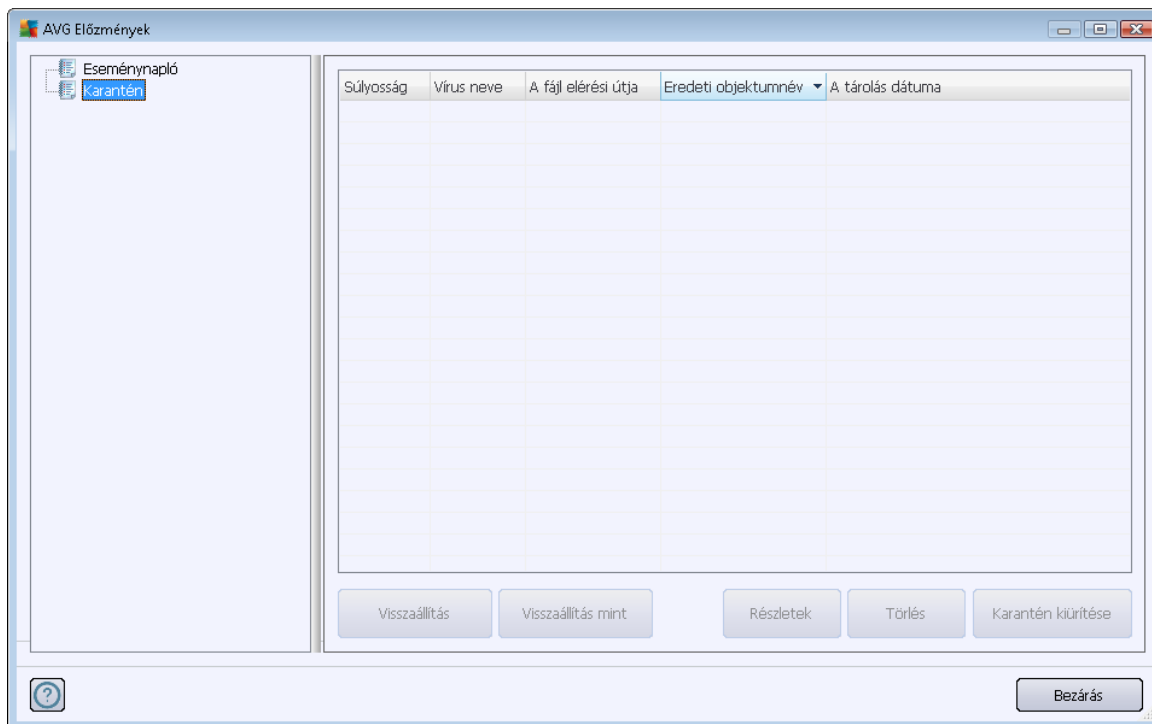 AVG Előzmények
Eseménynapló
Karantén
Súlyosság Vírus neve A fájl elérési útja Eredeti objektumnév A tárolás dátuma
Visszaállítás Visszaállítás mint Részletek Törlés Karantén kiürítése
? Bezárás